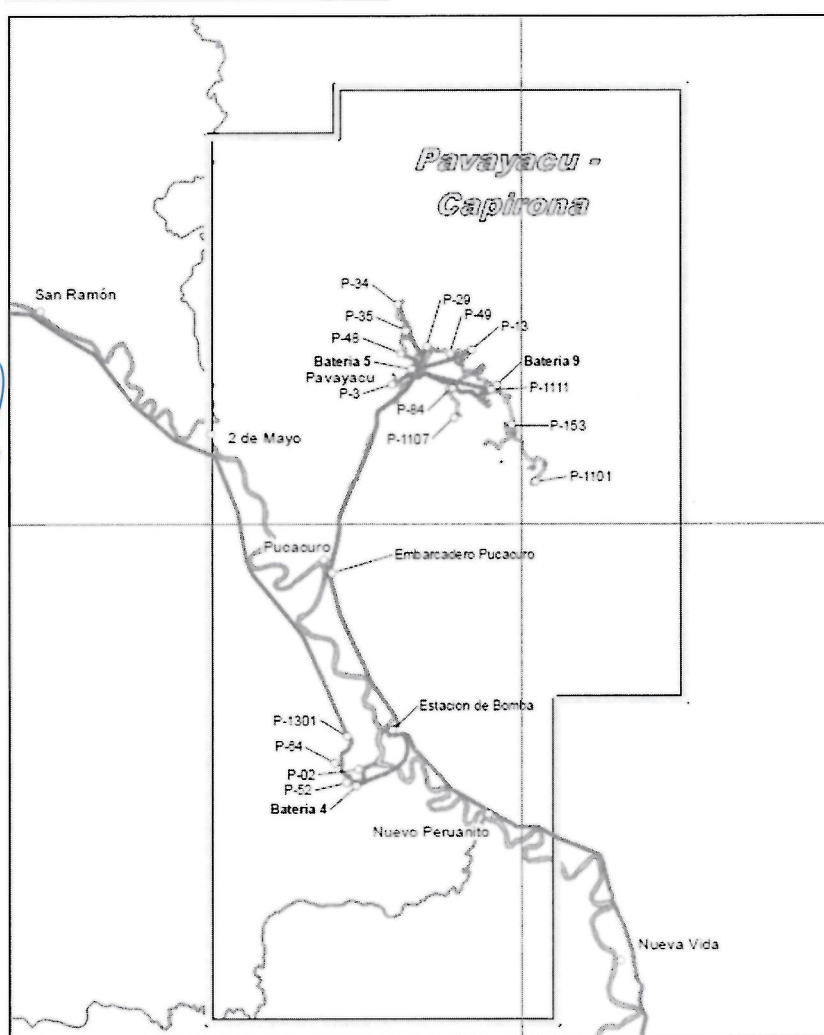 Pavayacu -
Capirona
P-34
San Ramón
P-29
P-35
P-49
P-13
P-48
Bateria 5
Bateria 9
Pavayacu
P-1111
P-3
P-84
P-153
P-1107
2 de Mayo
P-1101
Pucacuro
Embarcadero Pucacuro
Estacion de Bomba
P-1301
P-64
P-02
P-52
Bateria 4
Nuevo Peruanito
Nueva Vida